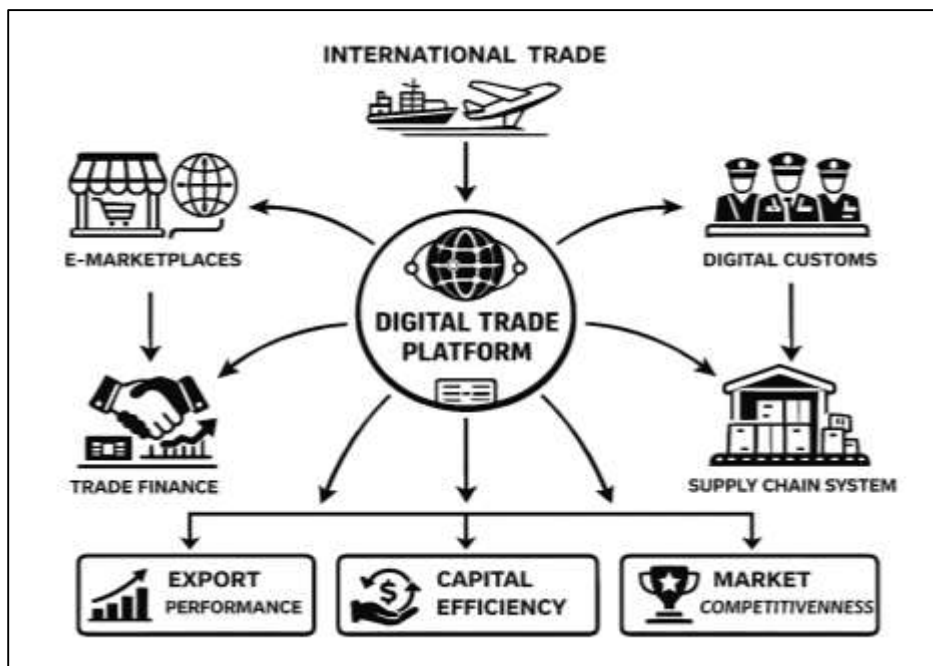 INTERNATIONAL TRADE
E-MARKETPLACES
DIGITAL CUSTOMS
DIGITAL TRADE
PLATFORM
TRADE FINANCE
SUPPLY CHAIN SYSTEM
EXPORT
PERFORMANCE
CAPITAL
EFFICIENCY
MARKET
COMPETITIVENNESS